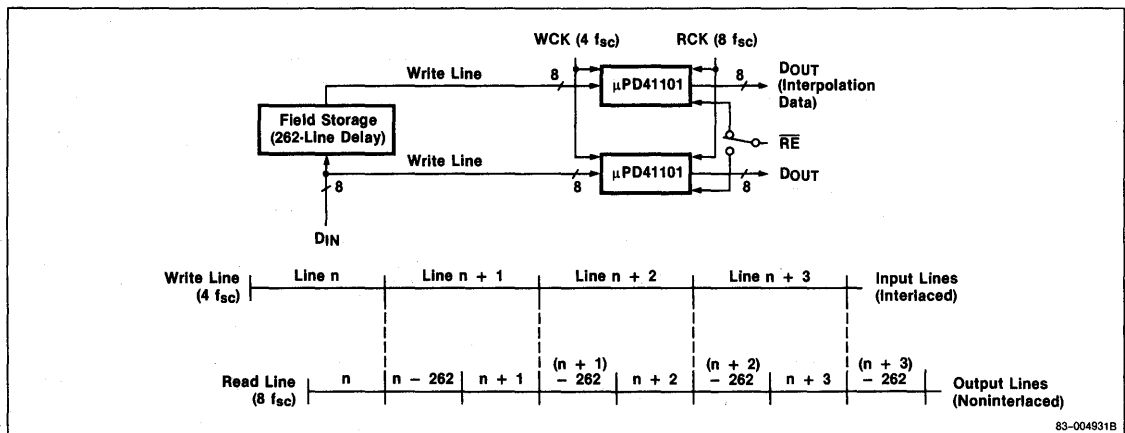 WCK (4 fsc) RCK (8 fsc)
Write Line 8 μPD41101 8 DOUT
(Interpolation
Data)
Field Storage
(262-Line Delay)
RE
Write Line 8 μPD41101 8 DOUT
8
DIN
Write Line
(4 fsc)
Line n Line n + 1 Line n + 2 Line n + 3
Input Lines
(Interlaced)
Read Line
(8 fsc)
n n − 262 n + 1 (n + 1) − 262 n + 2 (n + 2) − 262 n + 3 (n + 3) − 262
Output Lines
(Noninterlaced)
83-004931B